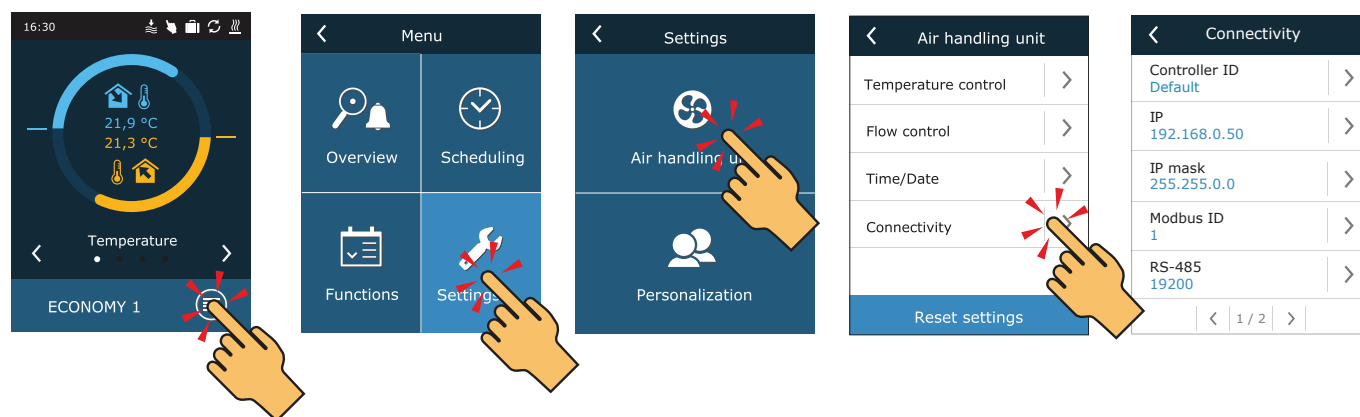 16:30
21,9 °C
21,3 °C
Temperature
ECONOMY 1
Menu
Overview
Scheduling
Functions
Settings
Settings
Air handling u
Personalization
Air handling unit
Temperature control
Flow control
Time/Date
Connectivity
Reset settings
Connectivity
Controller ID
Default
IP
192.168.0.50
IP mask
255.255.0.0
Modbus ID
1
RS-485
19200
1 / 2